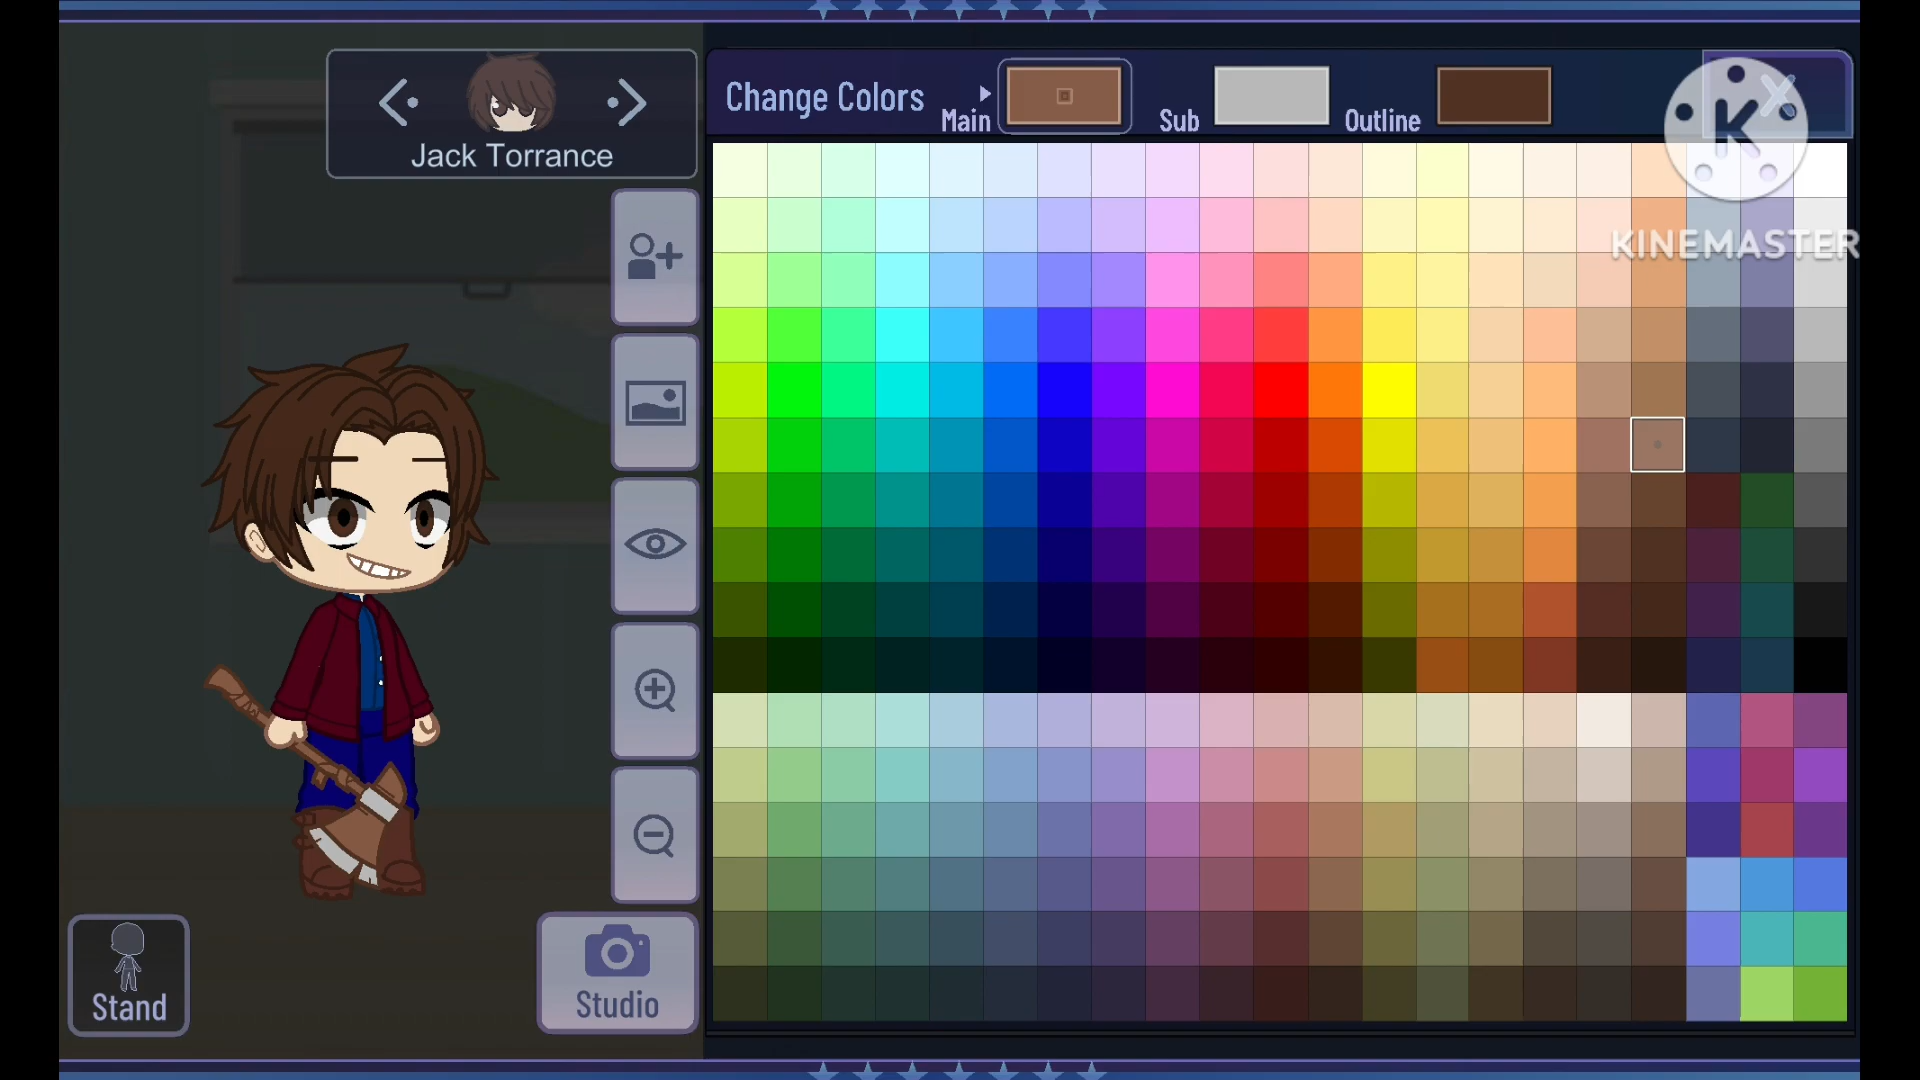 Jack Torrance
Change Colors
Main
Sub
Outline
K
KINEMASTER
Stand
Studio